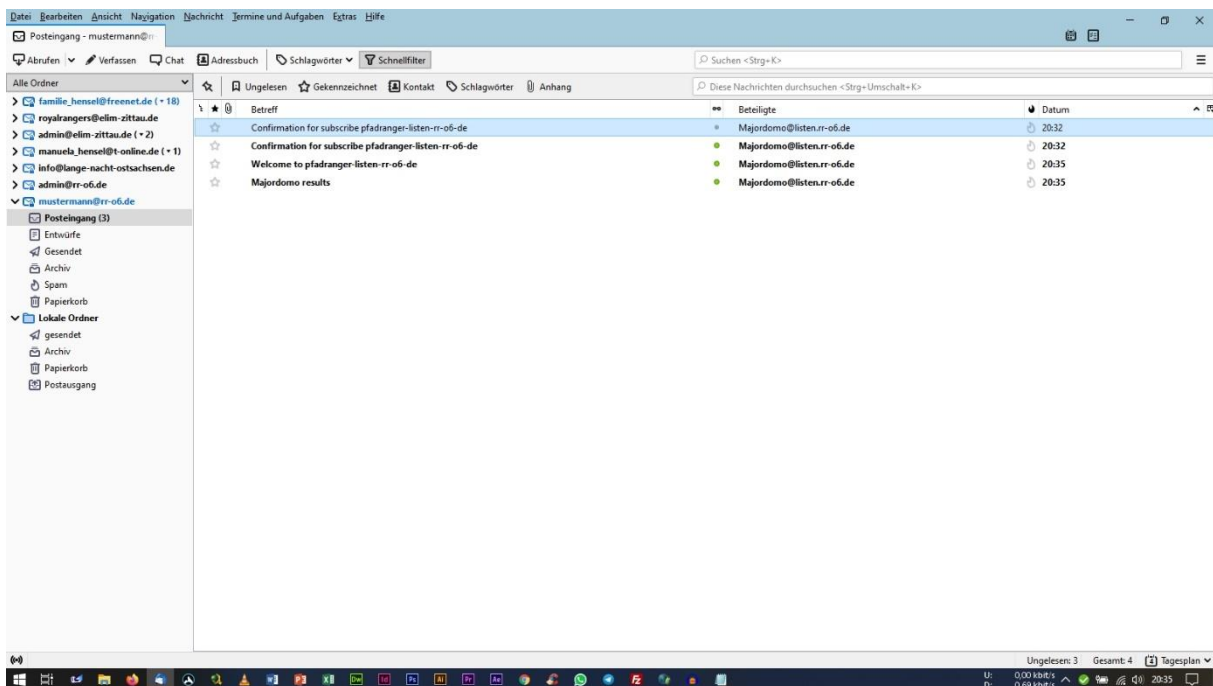 Datei Bearbeiten Ansicht Navigation Nachricht Termine und Aufgaben Extras Hilfe
Posteingang - mustermann@rr
Abrufen Verfassen Chat Adressbuch Schlagwörter Schnellfilter Suchen <Strg+K>
Alle Ordner
Ungelesen Gekennzeichnet Kontakt Schlagwörter Anhang Diese Nachrichten durchsuchen <Strg+Umschalt+K>
familie_hensel@freenet.de (18)
royalrangers@elim-zittau.de
admin@elim-zittau.de (2)
manuela_hensel@t-online.de (1)
info@lange-nacht-ostsachsen.de
admin@rr-o6.de
mustermann@rr-o6.de
Posteingang (3)
Entwürfe
Gesendet
Archiv
Spam
Papierkorb
Lokale Ordner
gesendet
Archiv
Papierkorb
Postausgang
Betreff Beteiligte Datum
Confirmation for subscribe pfadranger-listen-rr-o6-de Majordomo@listen.rr-o6.de 20:32
Confirmation for subscribe pfadranger-listen-rr-o6-de Majordomo@listen.rr-o6.de 20:32
Welcome to pfadranger-listen-rr-o6-de Majordomo@listen.rr-o6.de 20:35
Majordomo results Majordomo@listen.rr-o6.de 20:35
Ungelesen: 3 Gesamt: 4 Tagesplan
U: 0,00 kbit/s
D: 0,69 kbit/s
20:35